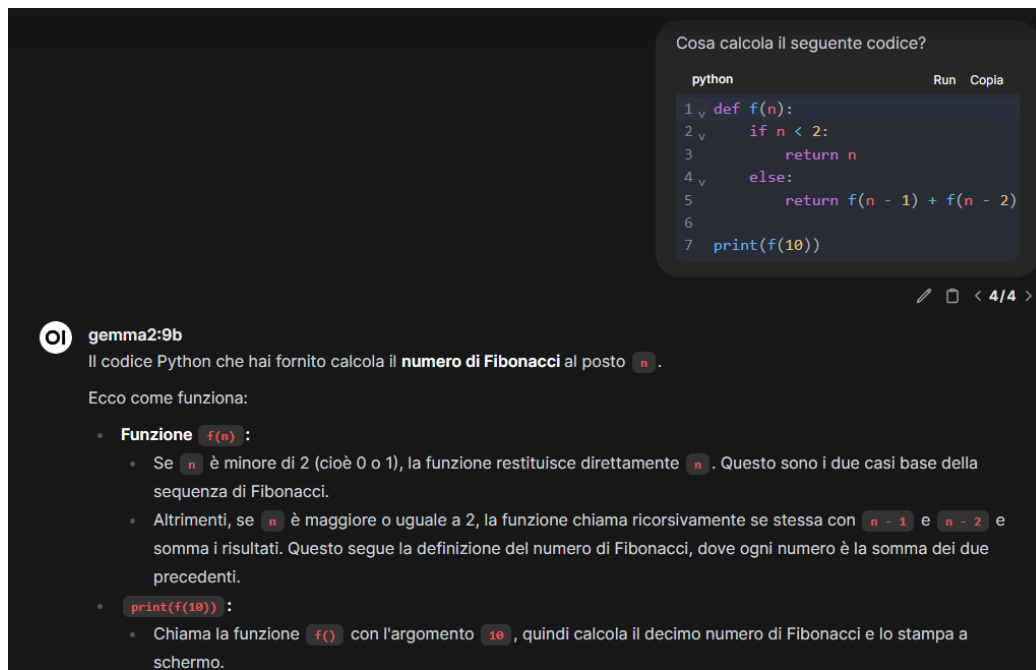 Cosa calcola il seguente codice?
python Run Copia
1 def f(n):
2 if n < 2:
3 return n
4 else:
5 return f(n - 1) + f(n - 2)
6
7 print(f(10))
4/4
OI gemma2:9b
Il codice Python che hai fornito calcola il numero di Fibonacci al posto n .
Ecco come funziona:
Funzione f(n) :
Se n è minore di 2 (cioè 0 o 1), la funzione restituisce direttamente n . Questo sono i due casi base della
sequenza di Fibonacci.
Altrimenti, se n è maggiore o uguale a 2, la funzione chiama ricorsivamente se stessa con n - 1 e n - 2 e
somma i risultati. Questo segue la definizione del numero di Fibonacci, dove ogni numero è la somma dei due
precedenti.
print(f(10)) :
Chiama la funzione f() con l'argomento 10 , quindi calcola il decimo numero di Fibonacci e lo stampa a
schermo.